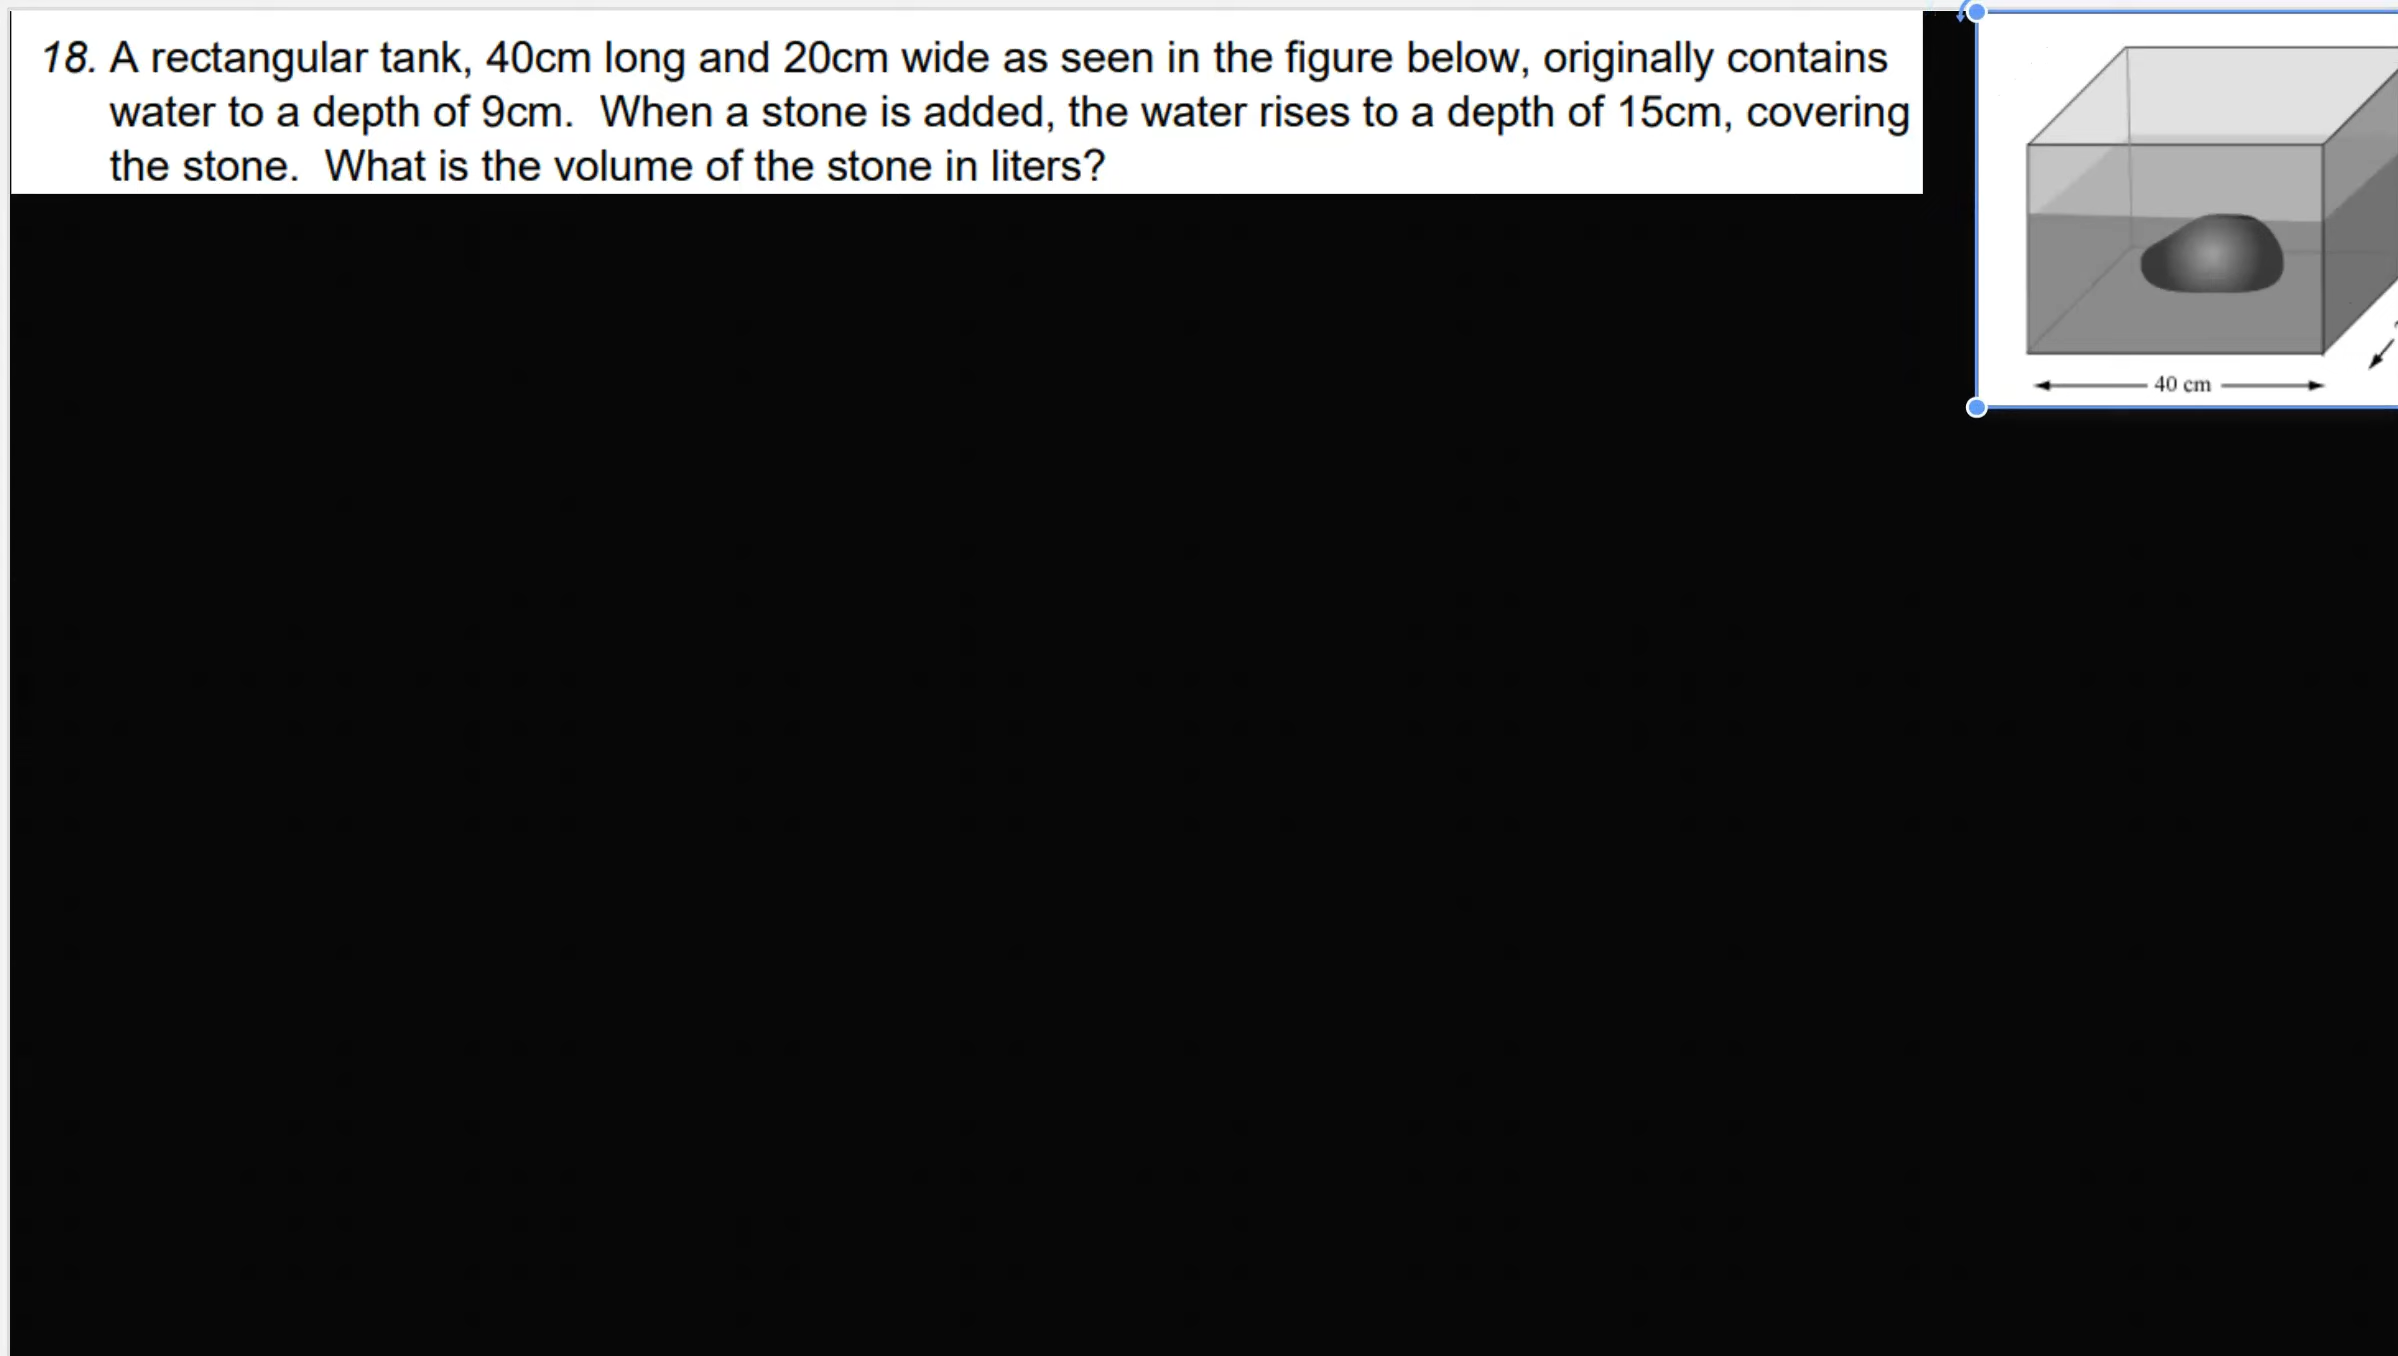 18. A rectangular tank, 40cm long and 20cm wide as seen in the figure below, originally contains
water to a depth of 9cm.  When a stone is added, the water rises to a depth of 15cm, covering
the stone.  What is the volume of the stone in liters?
40 cm